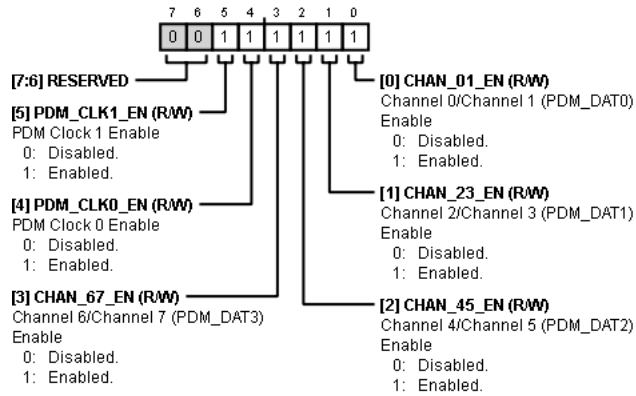 7 6 5 4 3 2 1 0
0 0 1 1 1 1 1 1
[7:6] RESERVED
[5] PDM_CLK1_EN (R/W)
PDM Clock 1 Enable
0: Disabled.
1: Enabled.
[4] PDM_CLK0_EN (R/W)
PDM Clock 0 Enable
0: Disabled.
1: Enabled.
[3] CHAN_67_EN (R/W)
Channel 6/Channel 7 (PDM_DAT3)
Enable
0: Disabled.
1: Enabled.
[0] CHAN_01_EN (R/W)
Channel 0/Channel 1 (PDM_DAT0)
Enable
0: Disabled.
1: Enabled.
[1] CHAN_23_EN (R/W)
Channel 2/Channel 3 (PDM_DAT1)
Enable
0: Disabled.
1: Enabled.
[2] CHAN_45_EN (R/W)
Channel 4/Channel 5 (PDM_DAT2)
Enable
0: Disabled.
1: Enabled.